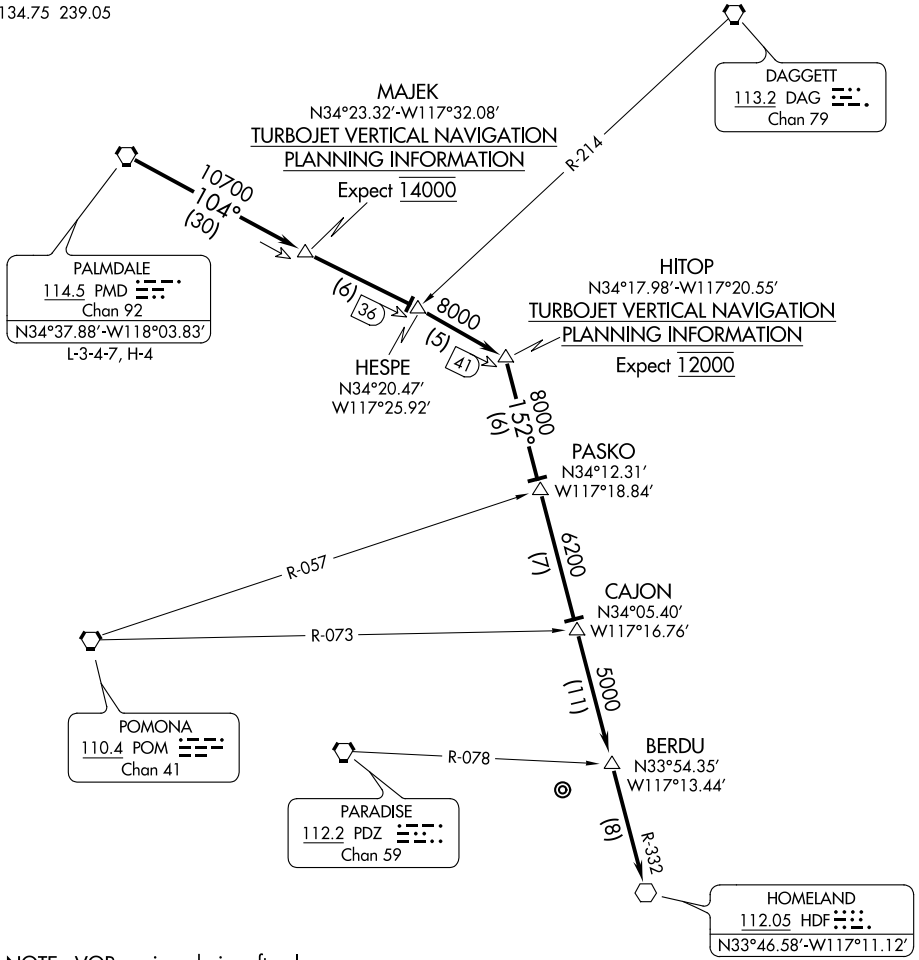 134.75 239.05
DAGGETT
113.2 DAG
Chan 79
MAJEK
N34°23.32'-W117°32.08'
TURBOJET VERTICAL NAVIGATION
PLANNING INFORMATION
Expect 14000
R-214
10700
104°
(30)
PALMDALE
114.5 PMD
Chan 92
N34°37.88'-W118°03.83'
L-3-4-7, H-4
(6)
36
8000
(5)
41
HESPE
N34°20.47'
W117°25.92'
HITOP
N34°17.98'-W117°20.55'
TURBOJET VERTICAL NAVIGATION
PLANNING INFORMATION
Expect 12000
8000
152°
(6)
PASKO
N34°12.31'
W117°18.84'
R-057
6200
(7)
CAJON
N34°05.40'
W117°16.76'
R-073
5000
(11)
POMONA
110.4 POM
Chan 41
BERDU
N33°54.35'
W117°13.44'
R-078
PARADISE
112.2 PDZ
Chan 59
(8)
R-332
HOMELAND
112.05 HDF
N33°46.58'-W117°11.12'